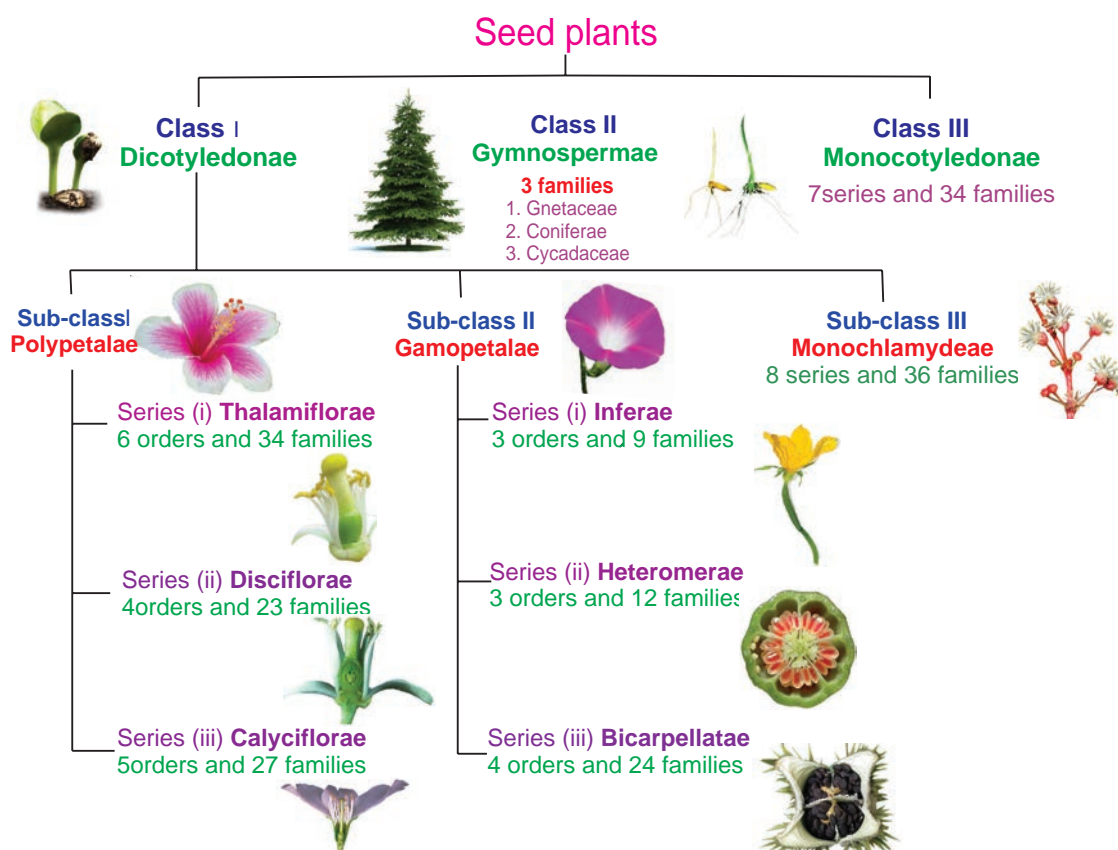 Seed plants
Class I
Dicotyledonae
Class II
Gymnospermae
3 families
1. Gnetaceae
2. Coniferae
3. Cycadaceae
Class III
Monocotyledonae
7series and 34 families
Sub-classI
Polypetalae
Sub-class II
Gamopetalae
Sub-class III
Monochlamydeae
8 series and 36 families
Series (i) Thalamiflorae
6 orders and 34 families
Series (ii) Disciflorae
4orders and 23 families
Series (iii) Calyciflorae
5orders and 27 families
Series (i) Inferae
3 orders and 9 families
Series (ii) Heteromerae
3 orders and 12 families
Series (iii) Bicarpellatae
4 orders and 24 families